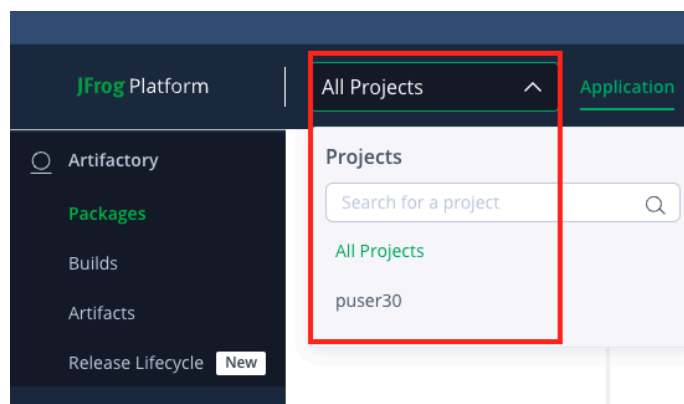 JFrog Platform
All Projects
Application
Artifactory
Packages
Builds
Artifacts
Release Lifecycle New
Projects
Search for a project
All Projects
puser30